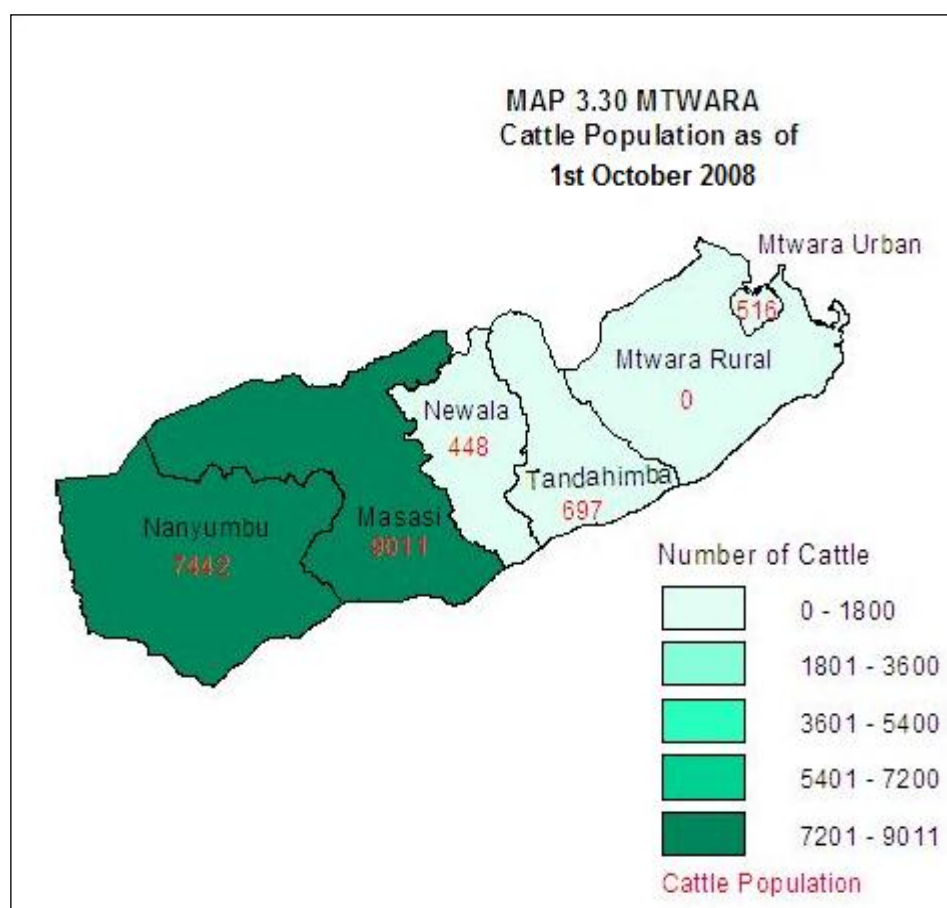 MAP 3.30 MTWARA
Cattle Population as of
1st October 2008
Mtwara Urban
516
Mtwara Rural
0
Newala
448
Tandahimba
697
Masasi
9011
Nanyumbu
7442
Number of Cattle
0 - 1800
1801 - 3600
3601 - 5400
5401 - 7200
7201 - 9011
Cattle Population